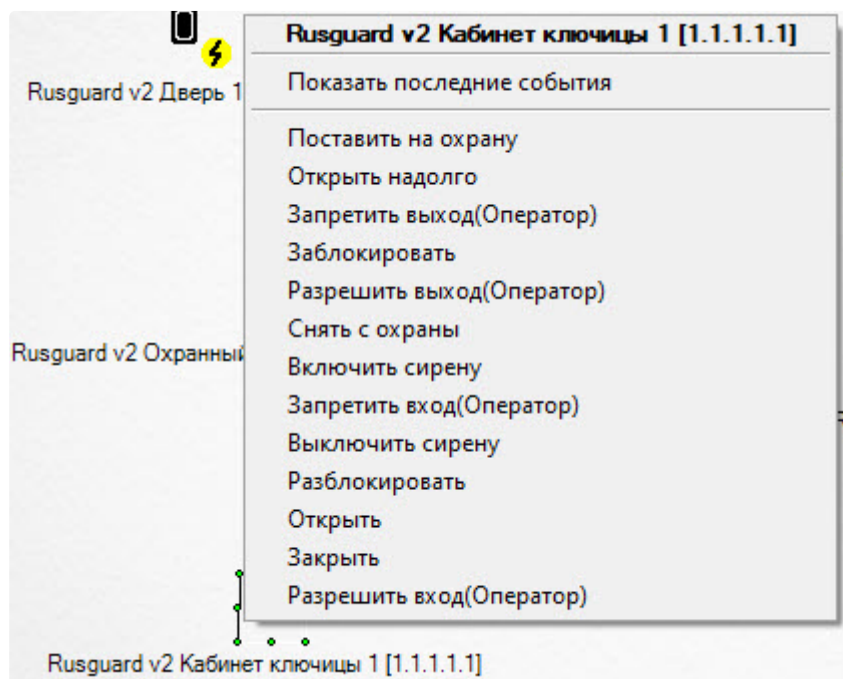 Rusguard v2 Кабинет ключицы 1 [1.1.1.1.1]
Rusguard v2 Дверь 1
Показать последние события
Поставить на охрану
Открыть надолго
Запретить выход(Оператор)
Заблокировать
Разрешить выход(Оператор)
Снять с охраны
Rusguard v2 Охранный
Включить сирену
Запретить вход(Оператор)
Выключить сирену
Разблокировать
Открыть
Закрыть
Разрешить вход(Оператор)
Rusguard v2 Кабинет ключицы 1 [1.1.1.1.1]